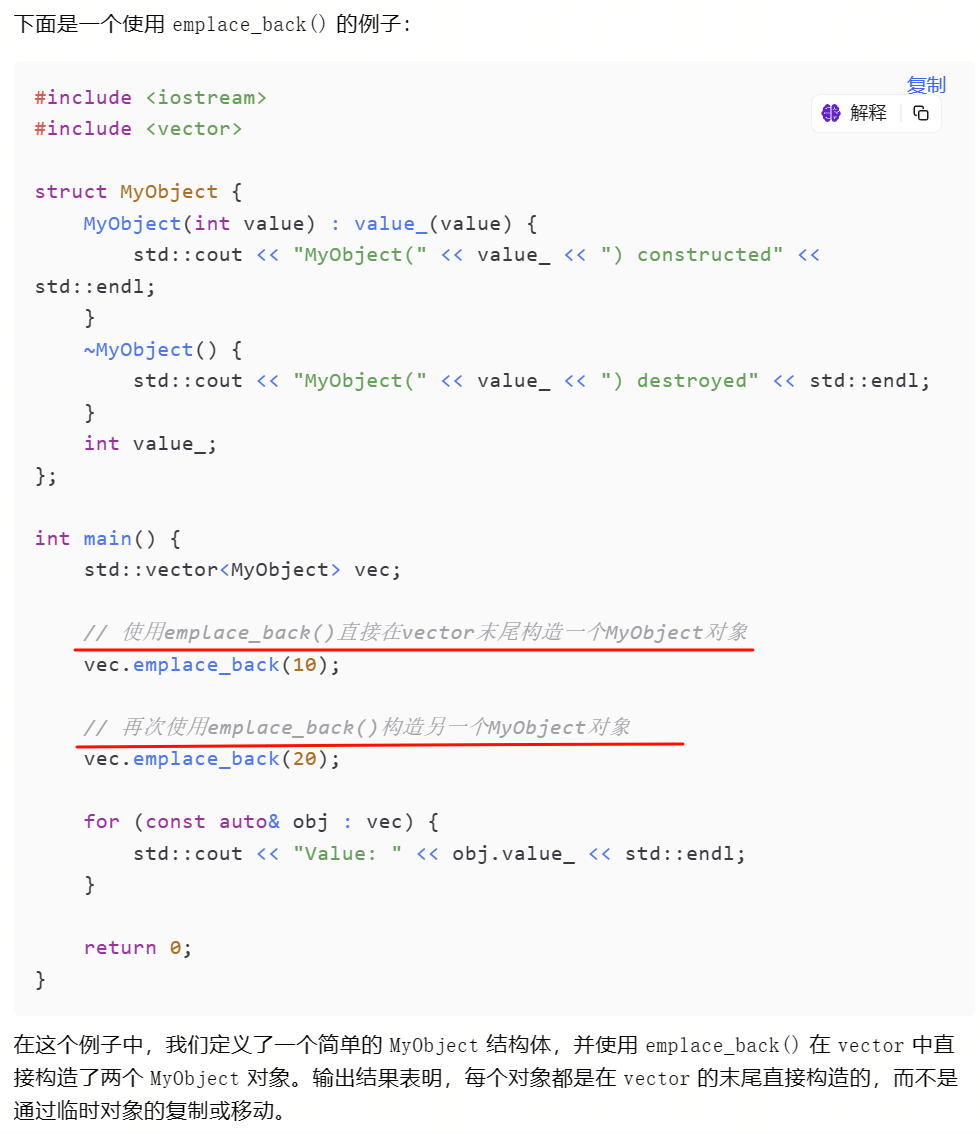 下面是一个使用 emplace_back() 的例子：
复制
解释
#include <iostream>
#include <vector>
struct MyObject {
    MyObject(int value) : value_(value) {
        std::cout << "MyObject(" << value_ << ") constructed" <<
std::endl;
    }
    ~MyObject() {
        std::cout << "MyObject(" << value_ << ") destroyed" << std::endl;
    }
    int value_;
};
int main() {
    std::vector<MyObject> vec;
    // 使用emplace_back()直接在vector末尾构造一个MyObject对象
    vec.emplace_back(10);
    // 再次使用emplace_back()构造另一个MyObject对象
    vec.emplace_back(20);
    for (const auto& obj : vec) {
        std::cout << "Value: " << obj.value_ << std::endl;
    }
    return 0;
}
在这个例子中，我们定义了一个简单的 MyObject 结构体，并使用 emplace_back() 在 vector 中直
接构造了两个 MyObject 对象。输出结果表明，每个对象都是在 vector 的末尾直接构造的，而不是
通过临时对象的复制或移动。